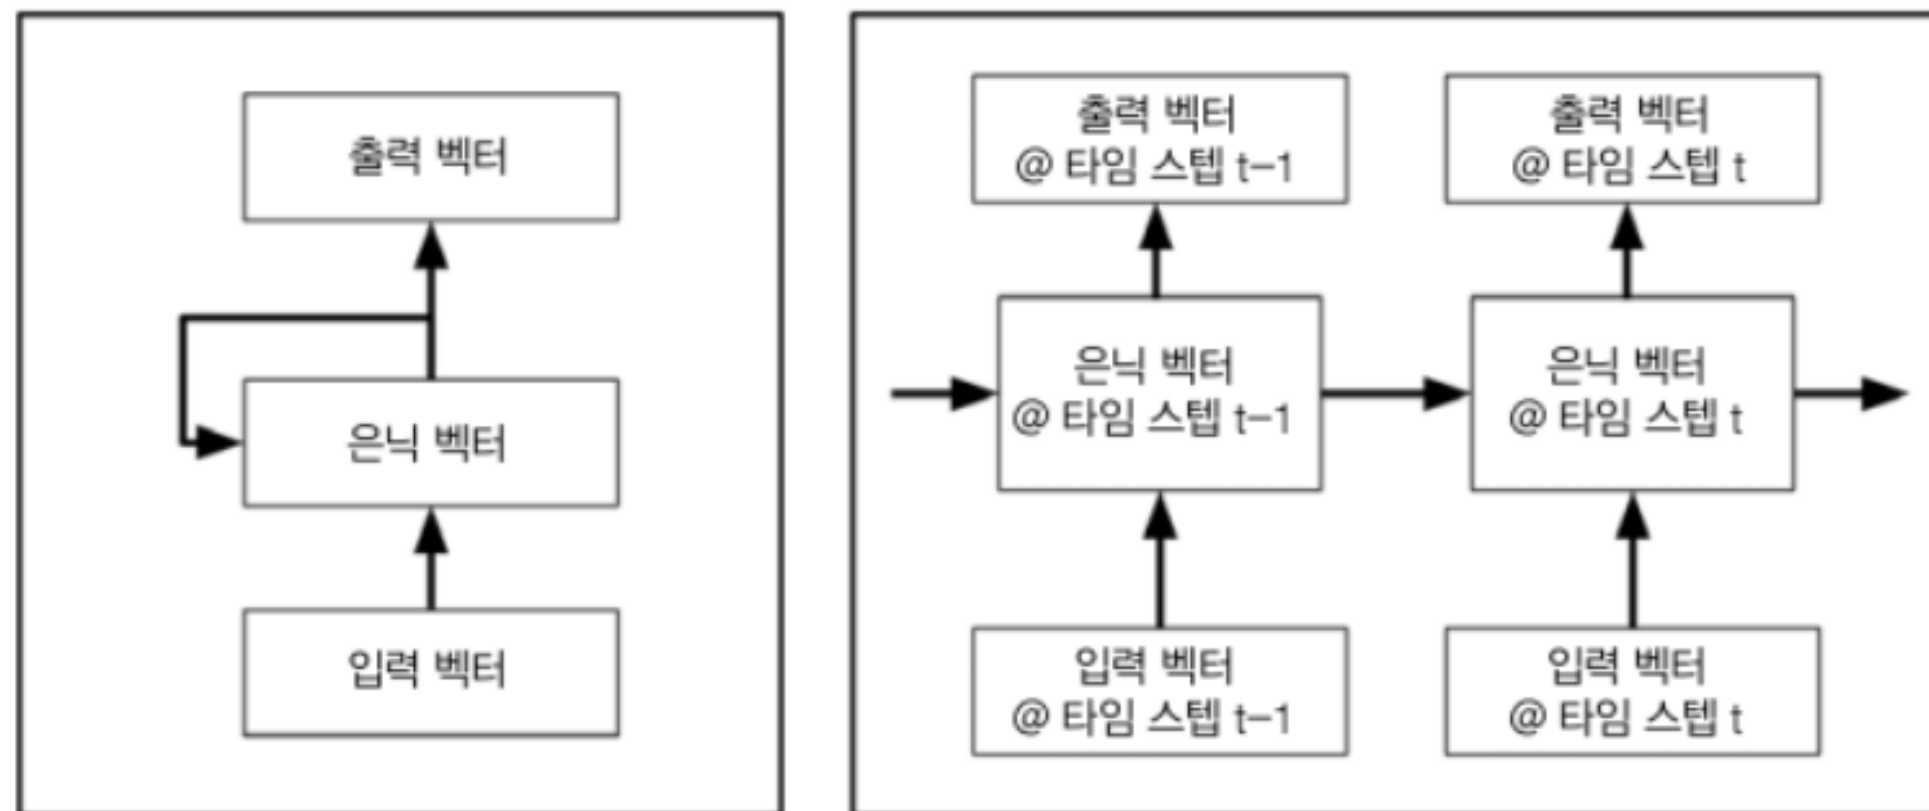 출력 벡터
은닉 벡터
입력 벡터
출력 벡터
@ 타임 스텝 t-1
출력 벡터
@ 타임 스텝 t
은닉 벡터
@ 타임 스텝 t-1
은닉 벡터
@ 타임 스텝 t
입력 벡터
@ 타임 스텝 t-1
입력 벡터
@ 타임 스텝 t